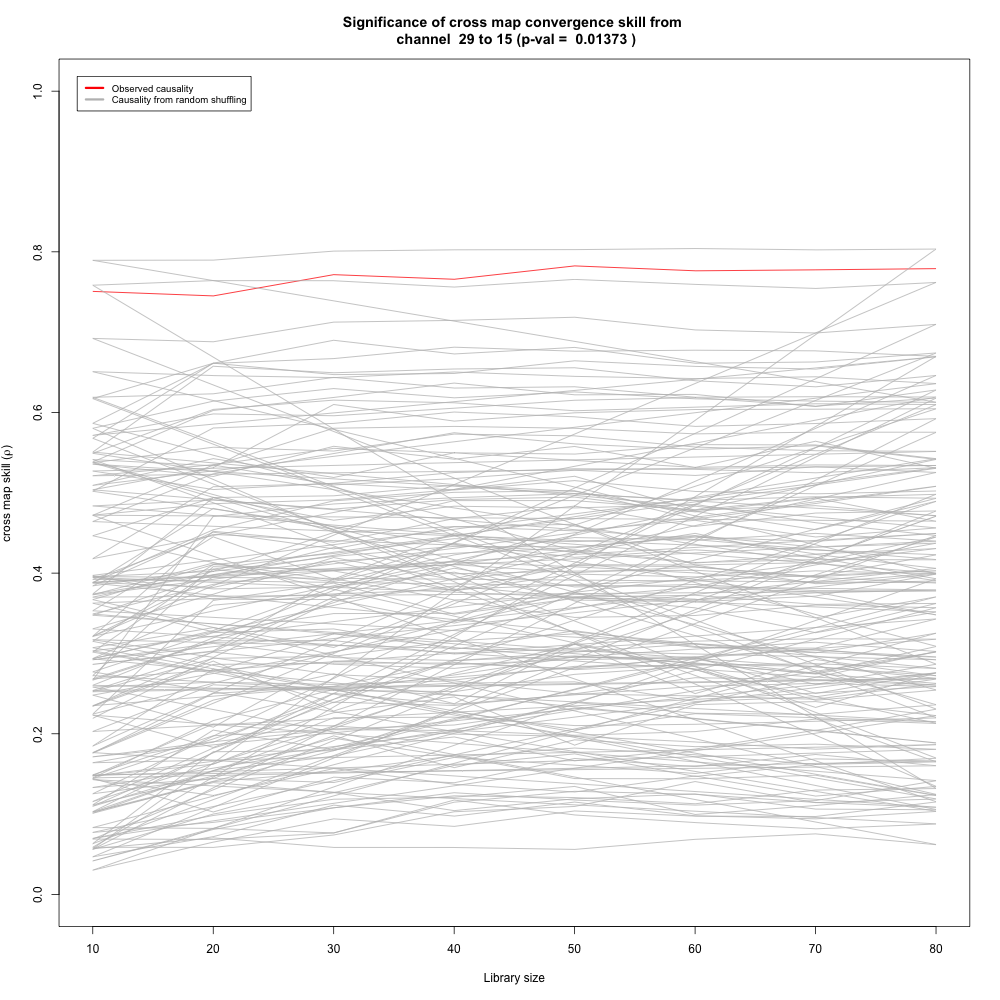 Significance of cross map convergence skill from
channel  29 to 15 (p-val =  0.01373 )
Observed causality
Causality from random shuffling
cross map skill (ρ)
1.0
0.8
0.6
0.4
0.2
0.0
10 20 30 40 50 60 70 80
Library size